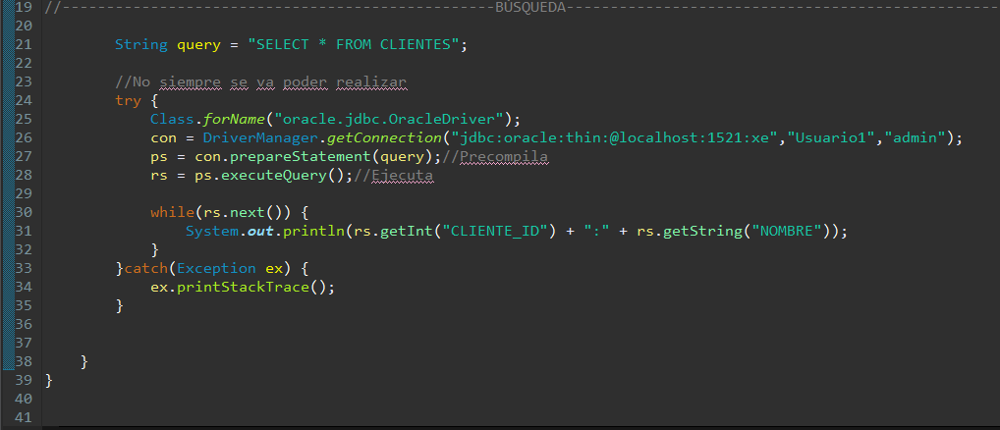 19 //-------------------------------------------------BÚSQUEDA-------------------------------------------------
20
21 String query = "SELECT * FROM CLIENTES";
22
23 //No siempre se va poder realizar
24 try {
25 Class.forName("oracle.jdbc.OracleDriver");
26 con = DriverManager.getConnection("jdbc:oracle:thin:@localhost:1521:xe","Usuario1","admin");
27 ps = con.prepareStatement(query);//Precompila
28 rs = ps.executeQuery();//Ejecuta
29
30 while(rs.next()) {
31 System.out.println(rs.getInt("CLIENTE_ID") + ":" + rs.getString("NOMBRE"));
32 }
33 }catch(Exception ex) {
34 ex.printStackTrace();
35 }
36
37
38 }
39 }
40
41